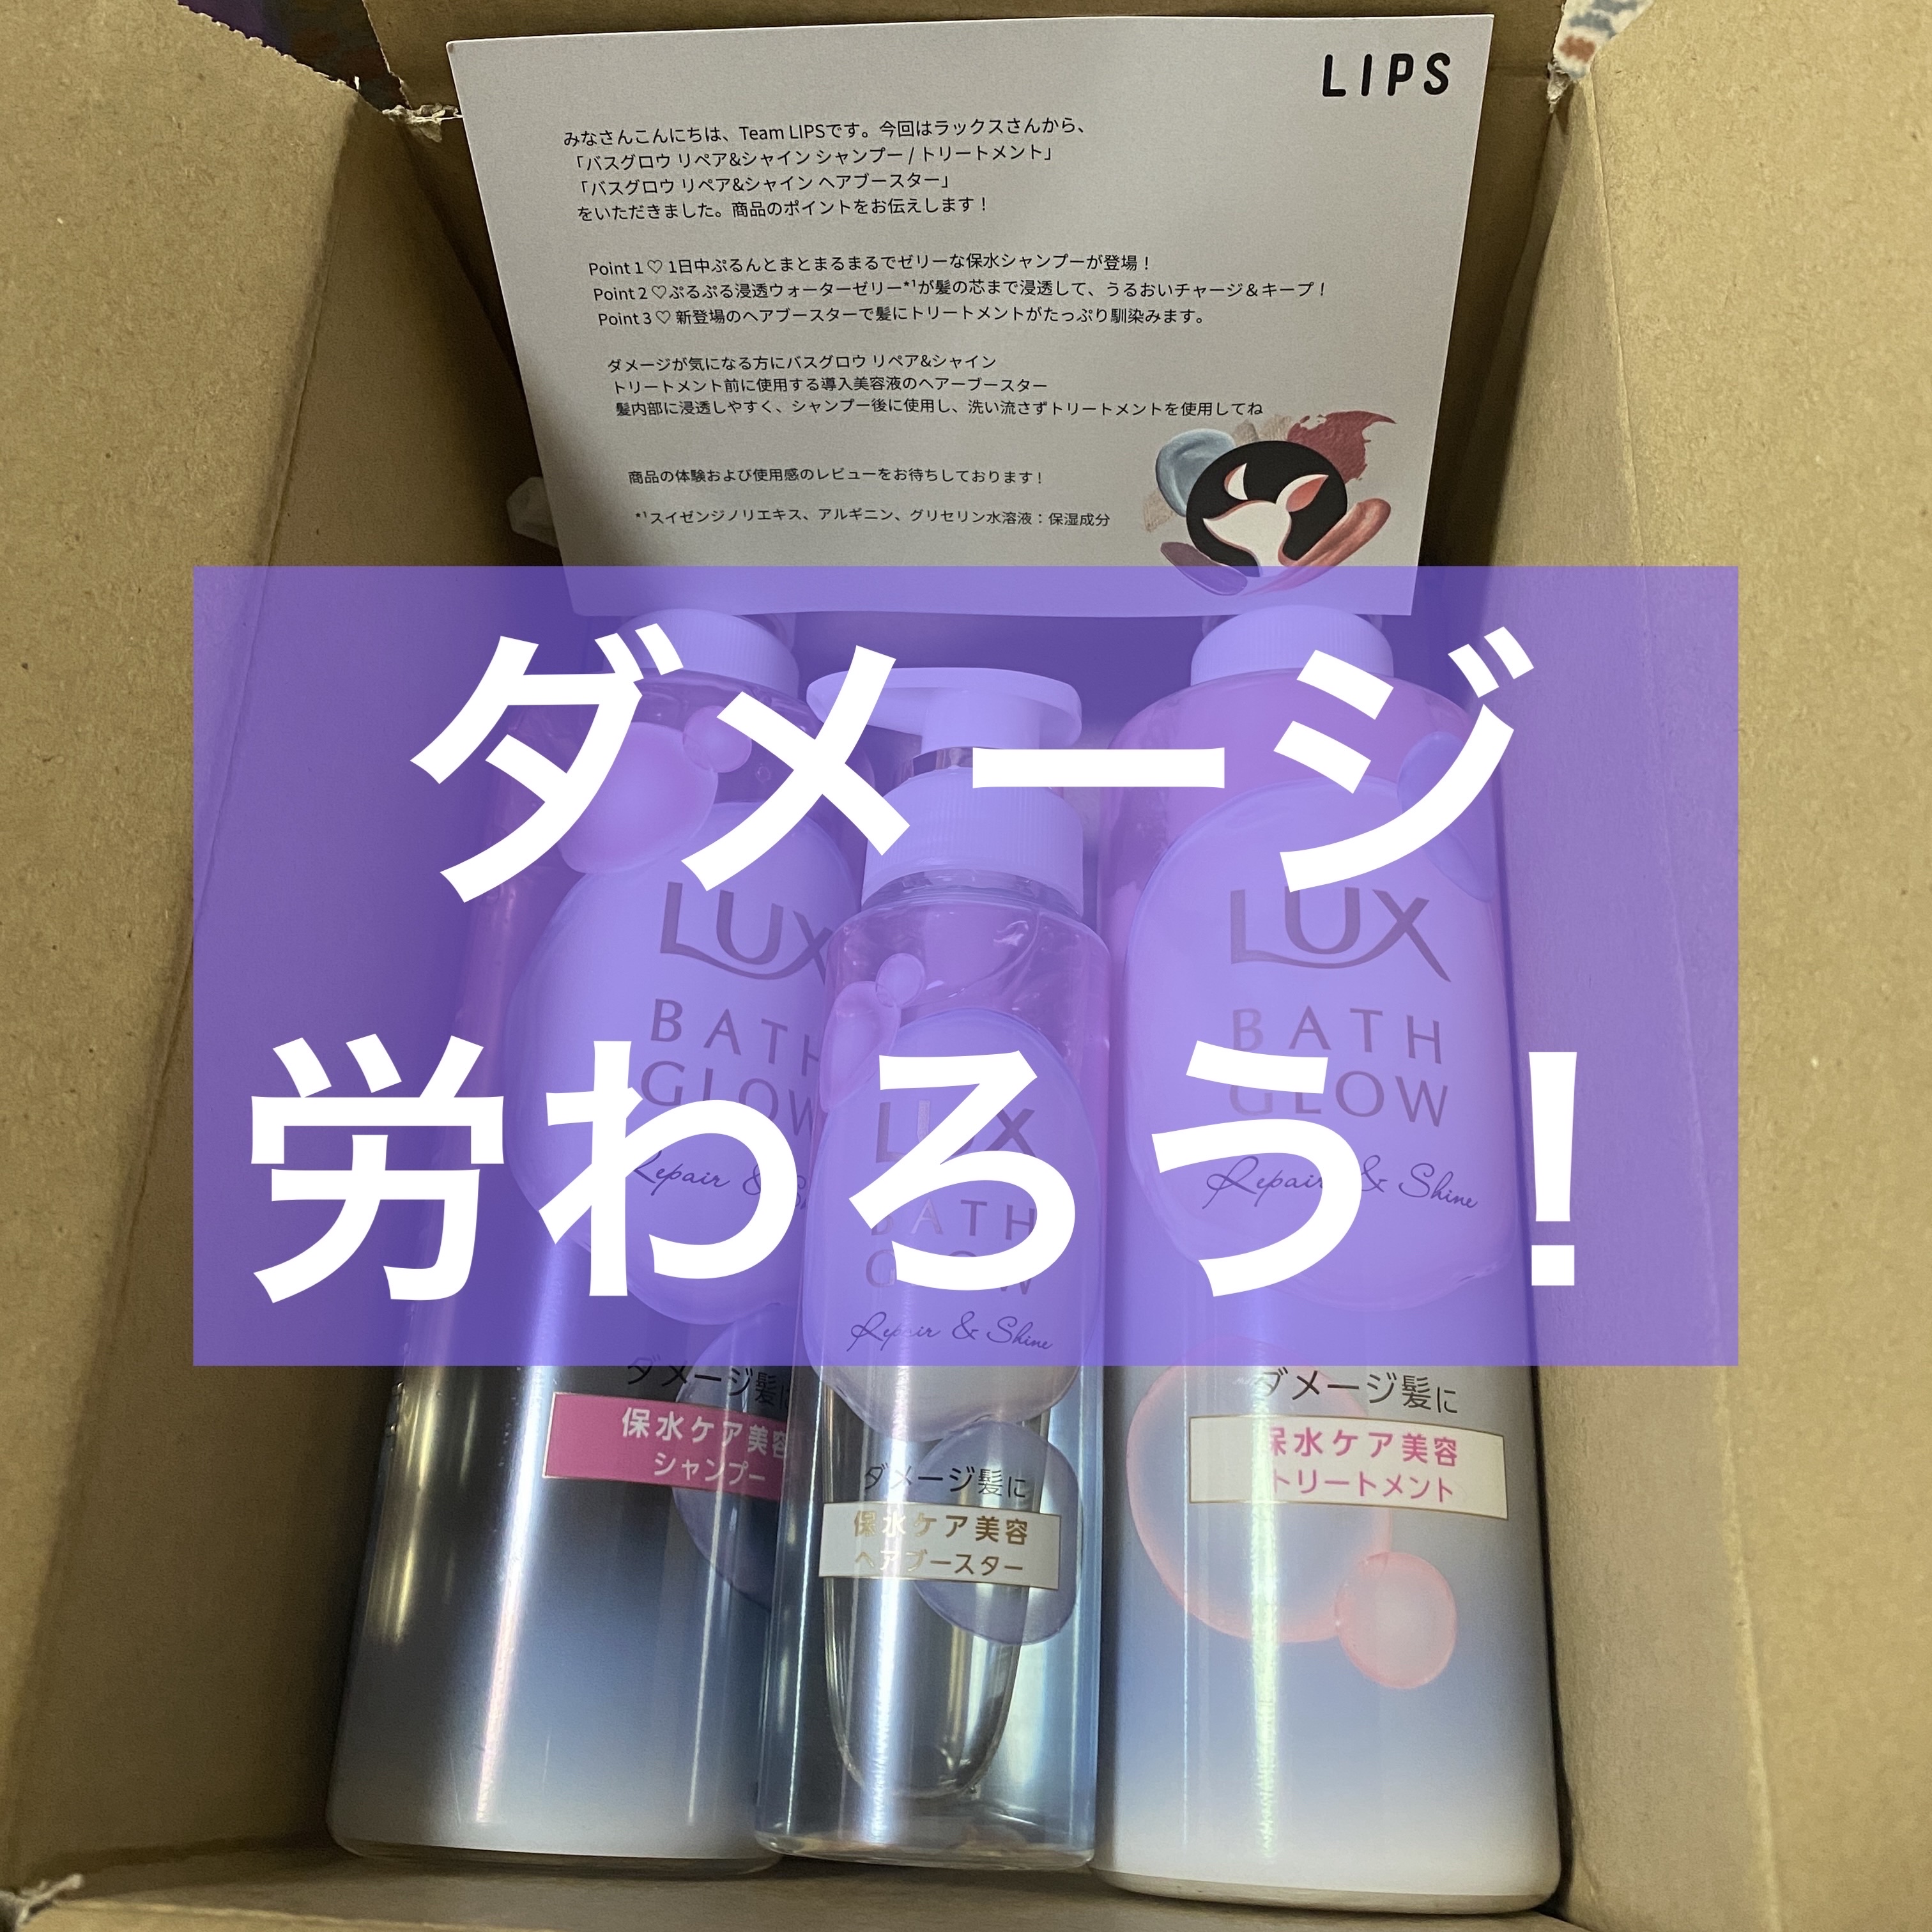 LIPS
みなさんこんにちは、Team LIPSです。今回はラックスさんから、
「バスグロウ リペア&シャイン シャンプー / トリートメント」
「バスグロウ リペア&シャイン ヘアブースター」
をいただきました。商品のポイントをお伝えします！
Point 1 ♡ 1日中ぷるんとまとまるまるでゼリーな保水シャンプーが登場！
Point 2 ♡ ぷるぷる浸透ウォーターゼリー*¹が髪の芯まで浸透して、うるおいチャージ＆キープ！
Point 3 ♡ 新登場のヘアブースターで髪にトリートメントがたっぷり馴染みます。
ダメージが気になる方にバスグロウ リペア&シャイン
トリートメント前に使用する導入美容液のヘアーブースター
髪内部に浸透しやすく、シャンプー後に使用し、洗い流さずトリートメントを使用してね
商品の体験および使用感のレビューをお待ちしております！
*¹スイゼンジノリエキス、アルギニン、グリセリン水溶液：保湿成分
ダメージ
労わろう！
LUX
BATH
GLOW
Repair &
ダメージ髪に
保水ケア美容
シャンプー
LUX
BATH
GLOW
Repair & Shine
ダメージ髪に
保水ケア美容
ヘアブースター
LUX
BATH
GLOW
Repair & Shine
ダメージ髪に
保水ケア美容
トリートメント